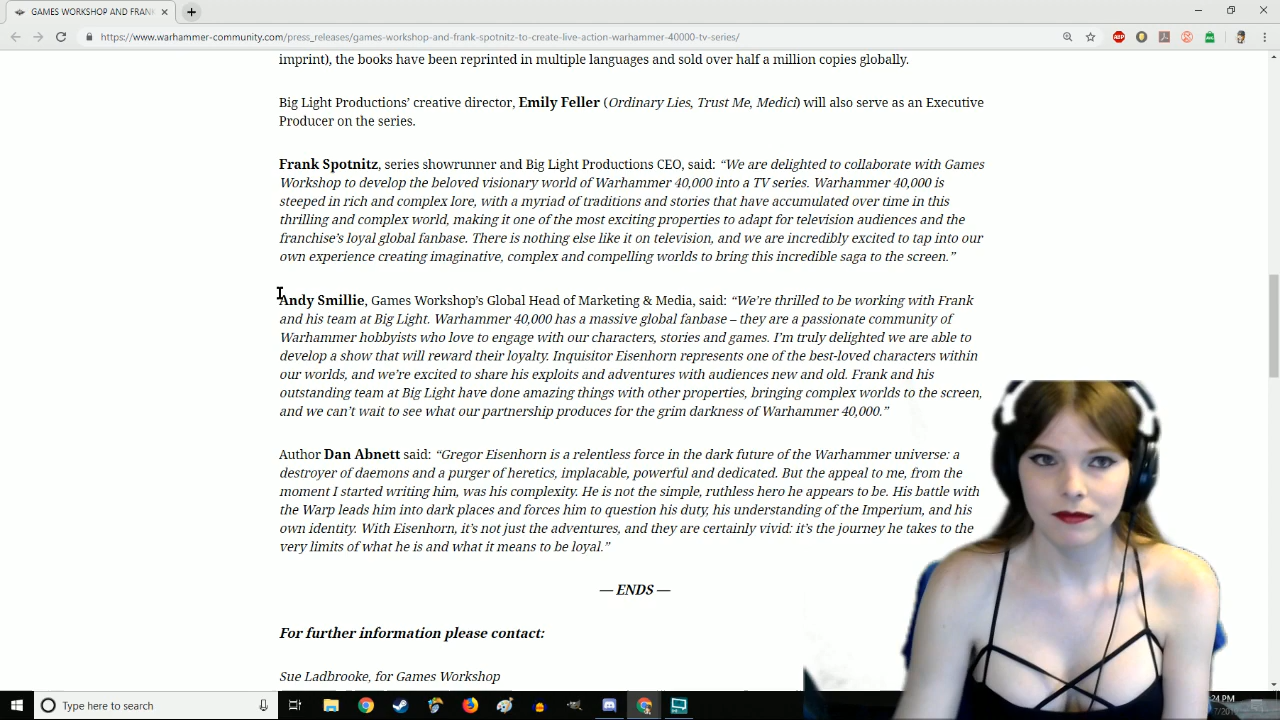 GAMES WORKSHOP AND FRAN
https://www.warhammer-community.com/press_releases/games-workshop-and-frank-spotnitz-to-create-live-action-warhammer-40000-tv-series/
imprint), the books have been reprinted in multiple languages and sold over half a million copies globally.
Big Light Productions’ creative director, Emily Feller (Ordinary Lies, Trust Me, Medici) will also serve as an Executive
Producer on the series.
Frank Spotnitz, series showrunner and Big Light Productions CEO, said: “We are delighted to collaborate with Games
Workshop to develop the beloved visionary world of Warhammer 40,000 into a TV series. Warhammer 40,000 is
steeped in rich and complex lore, with a myriad of traditions and stories that have accumulated over time in this
thrilling and complex world, making it one of the most exciting properties to adapt for television audiences and the
franchise’s loyal global fanbase. There is nothing else like it on television, and we are incredibly excited to tap into our
own experience creating imaginative, complex and compelling worlds to bring this incredible saga to the screen.”
Andy Smillie, Games Workshop’s Global Head of Marketing & Media, said: “We’re thrilled to be working with Frank
and his team at Big Light. Warhammer 40,000 has a massive global fanbase – they are a passionate community of
Warhammer hobbyists who love to engage with our characters, stories and games. I’m truly delighted we are able to
develop a show that will reward their loyalty. Inquisitor Eisenhorn represents one of the best-loved characters within
our worlds, and we’re excited to share his exploits and adventures with audiences new and old. Frank and his
outstanding team at Big Light have done amazing things with other properties, bringing complex worlds to the screen,
and we can’t wait to see what our partnership produces for the grim darkness of Warhammer 40,000.”
Author Dan Abnett said: “Gregor Eisenhorn is a relentless force in the dark future of the Warhammer universe: a
destroyer of daemons and a purger of heretics, implacable, powerful and dedicated. But the appeal to me, from the
moment I started writing him, was his complexity. He is not the simple, ruthless hero he appears to be. His battle with
the Warp leads him into dark places and forces him to question his duty, his understanding of the Imperium, and his
own identity. With Eisenhorn, it’s not just the adventures, and they are certainly vivid: it’s the journey he takes to the
very limits of what he is and what it means to be loyal.”
— ENDS —
For further information please contact:
Sue Ladbrooke, for Games Workshop
Type here to search